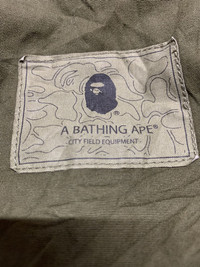 ®
A BATHING APE®
CITY FIELD EQUIPMENT